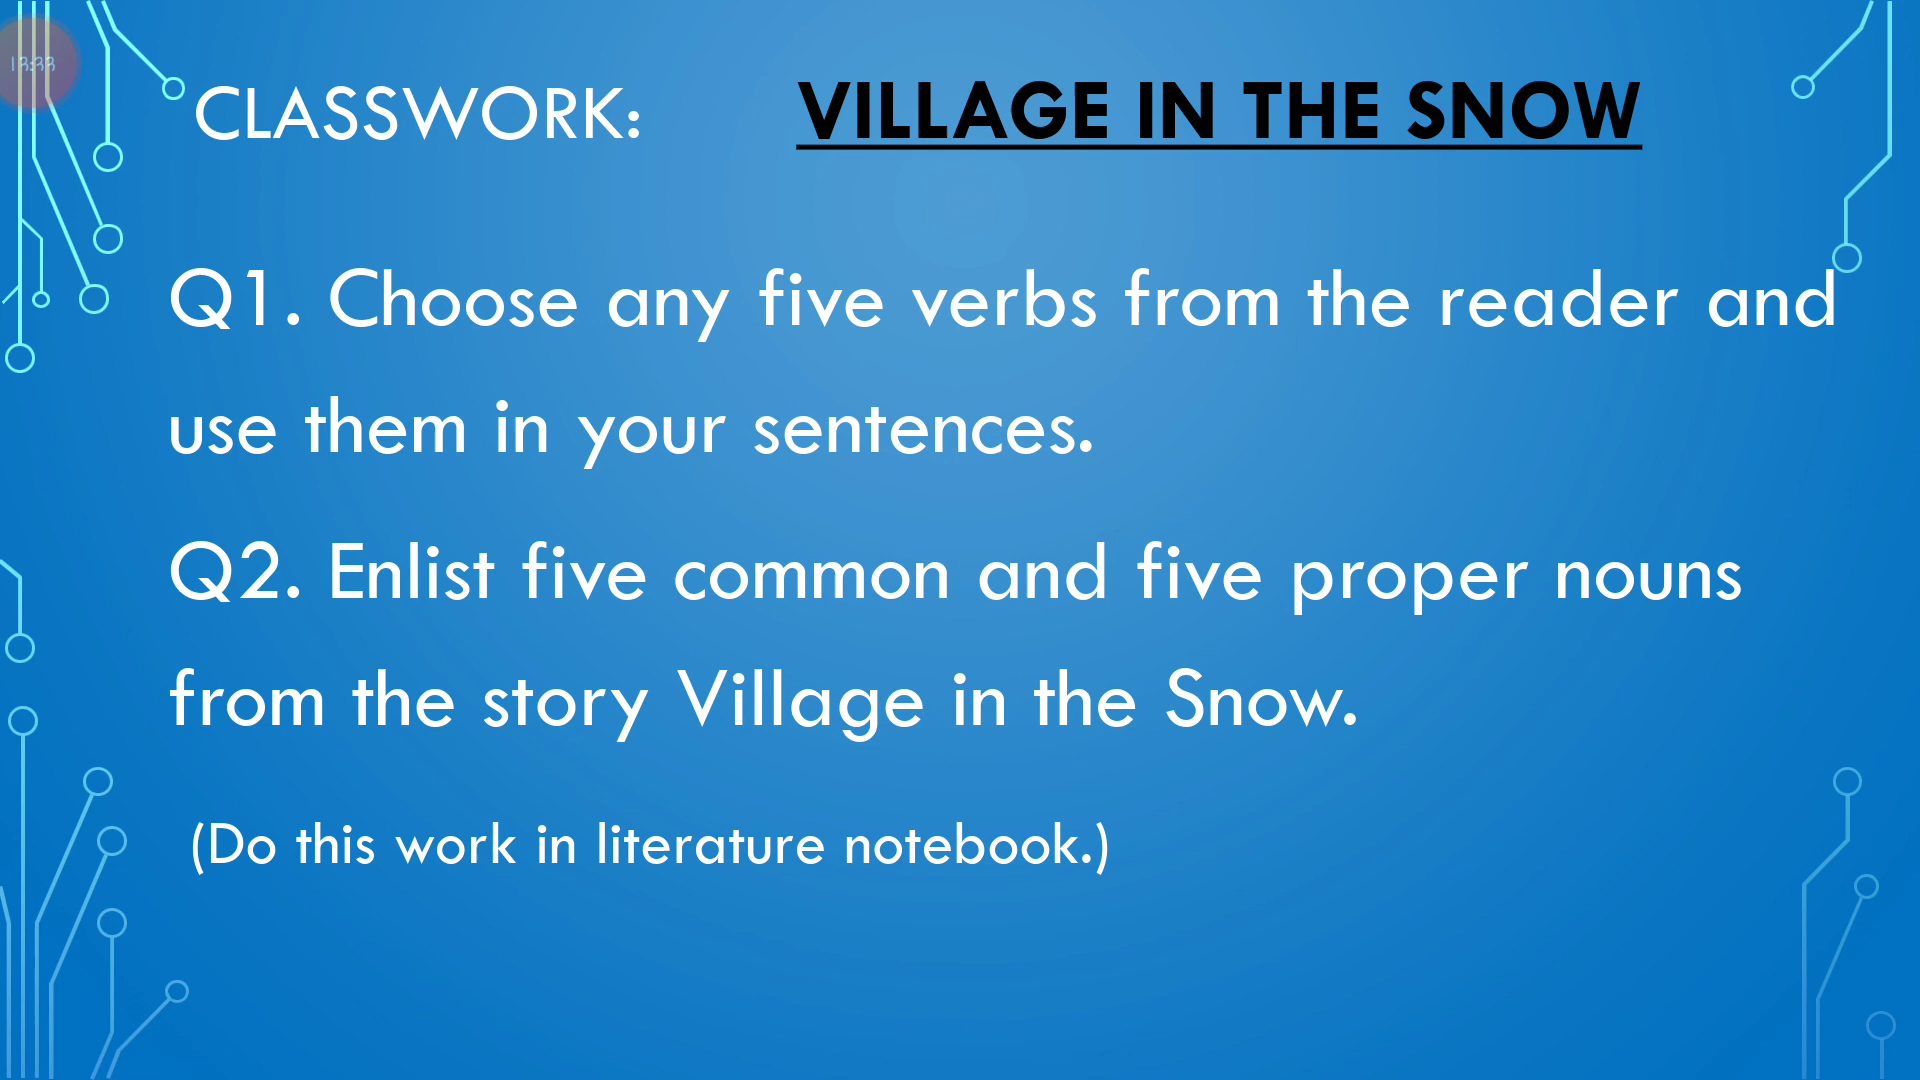 13:33
CLASSWORK: VILLAGE IN THE SNOW
Q1. Choose any five verbs from the reader and
use them in your sentences.
Q2. Enlist five common and five proper nouns
from the story Village in the Snow.
(Do this work in literature notebook.)